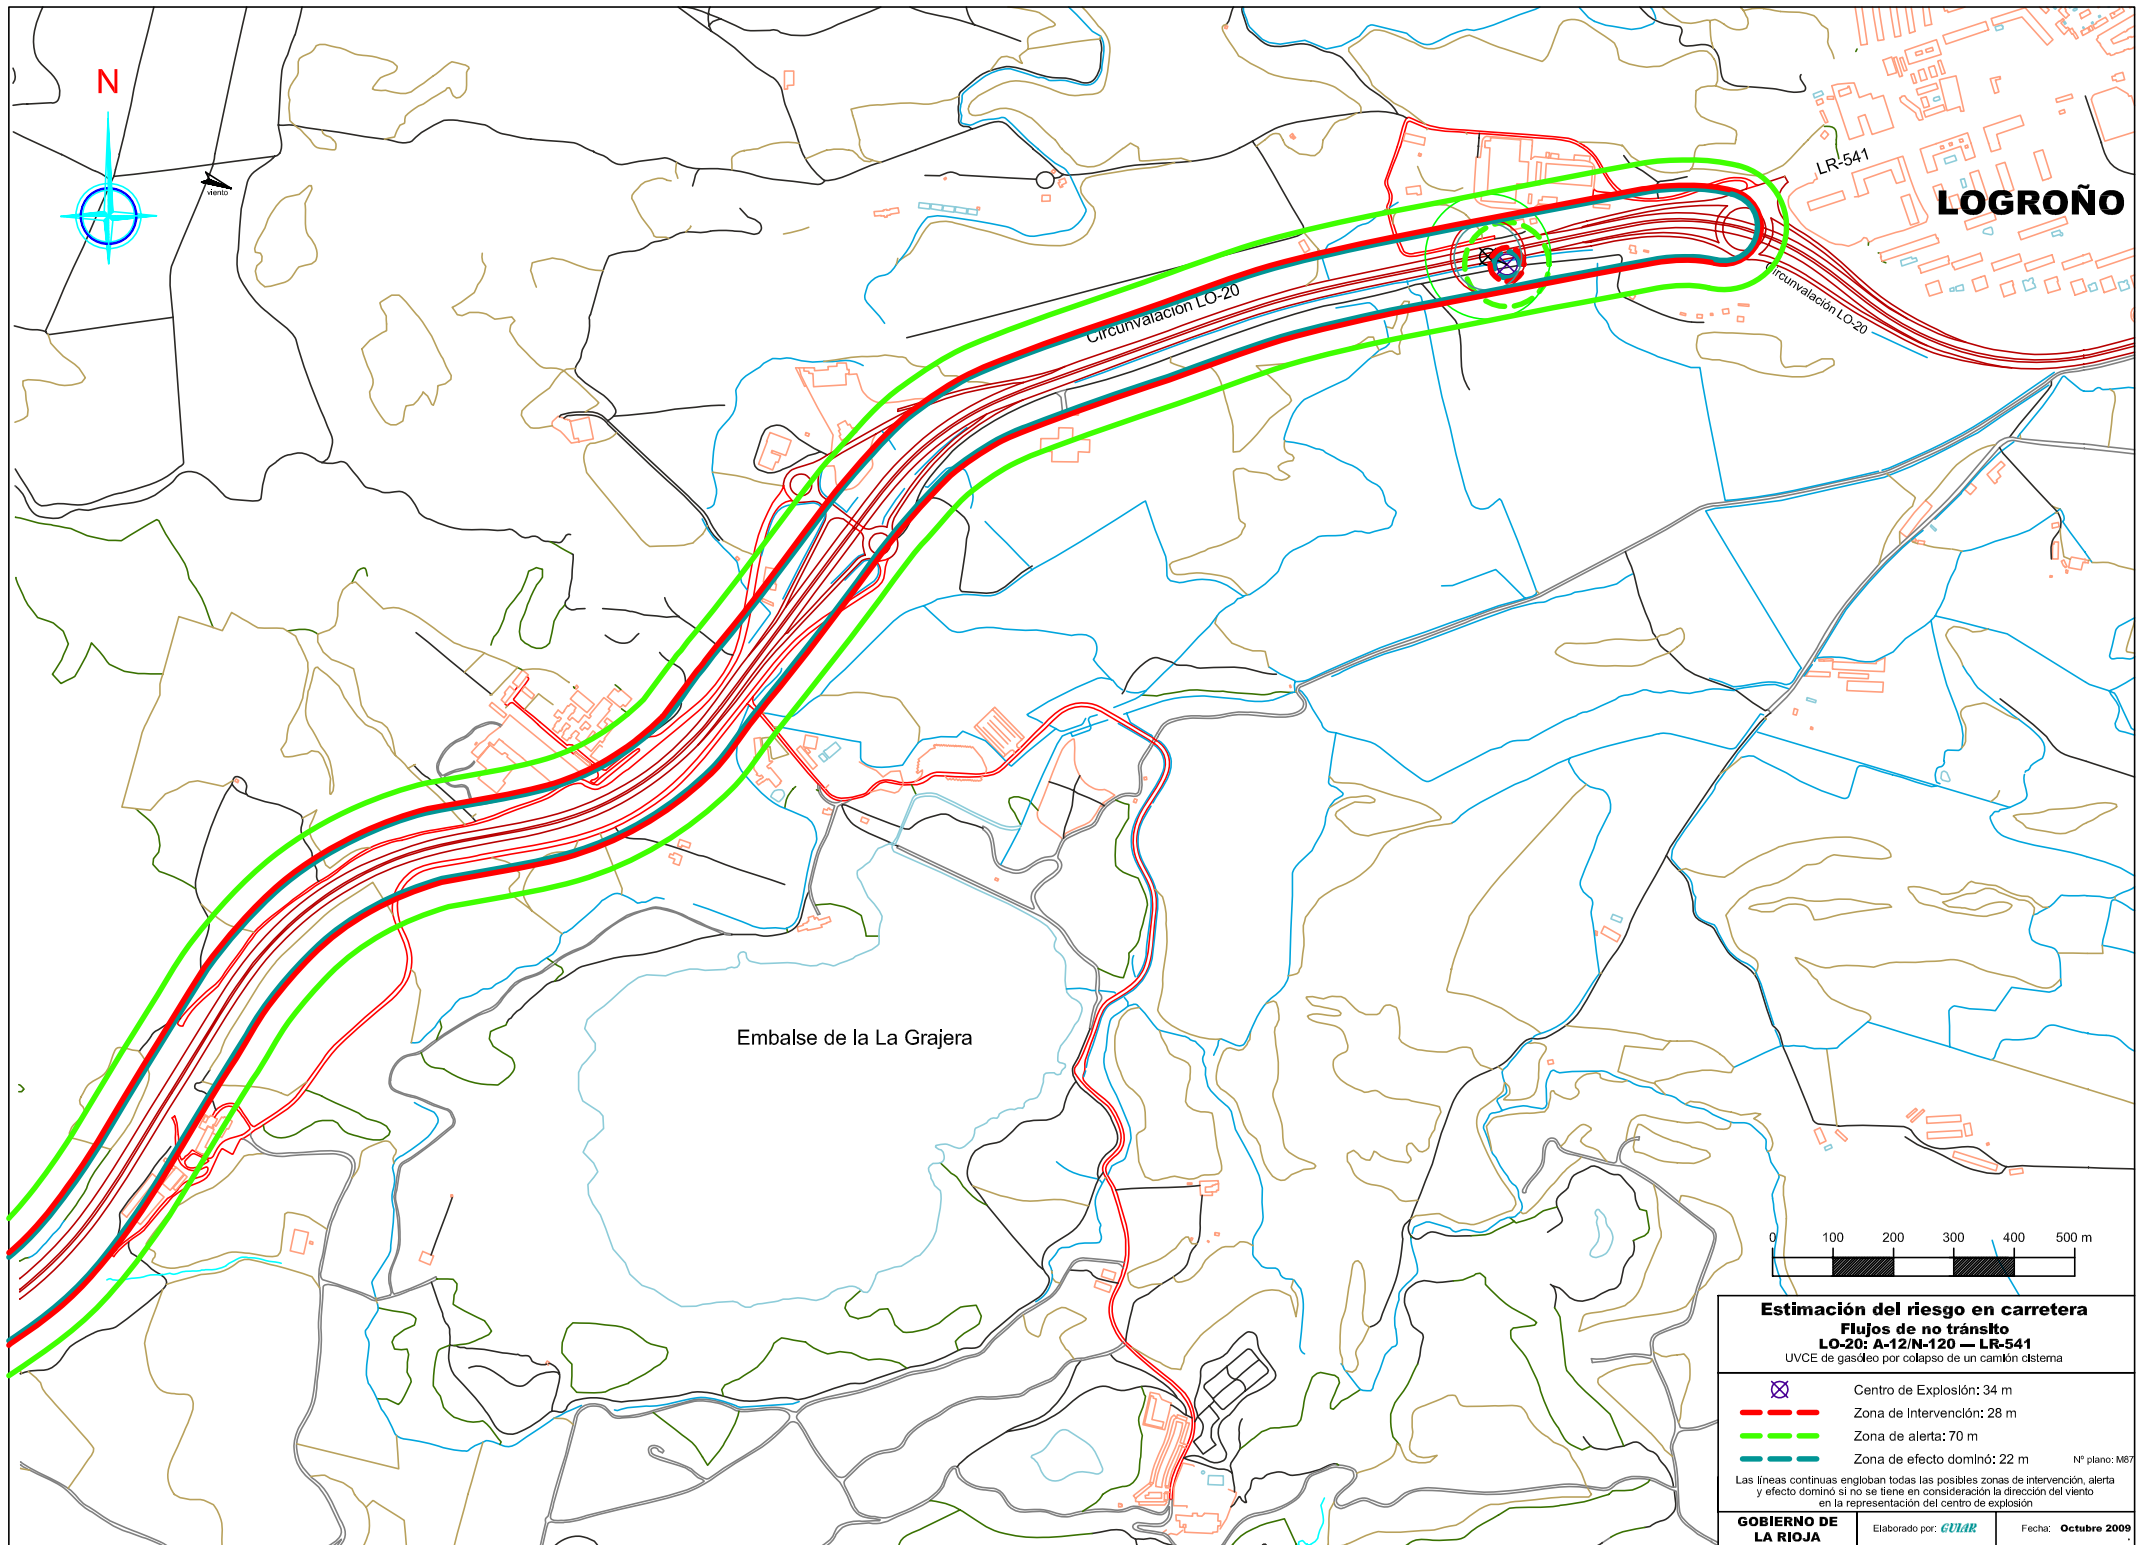 N
viento
LR-541
LOGROÑO
Circunvalación LO-20
Circunvalación LO-20
Embalse de la La Grajera
0 100 200 300 400 500 m
Estimación del riesgo en carretera
Flujos de no tránsito
LO-20: A-12/N-120 — LR-541
UVCE de gasóleo por colapso de un camión cisterna
Centro de Explosión: 34 m
Zona de Intervención: 28 m
Zona de alerta: 70 m
Zona de efecto dominó: 22 m
Nº plano: M87
Las líneas continuas engloban todas las posibles zonas de intervención, alerta
y efecto dominó si no se tiene en consideración la dirección del viento
en la representación del centro de explosión
GOBIERNO DE
LA RIOJA
Elaborado por: GUIAR
Fecha: Octubre 2009